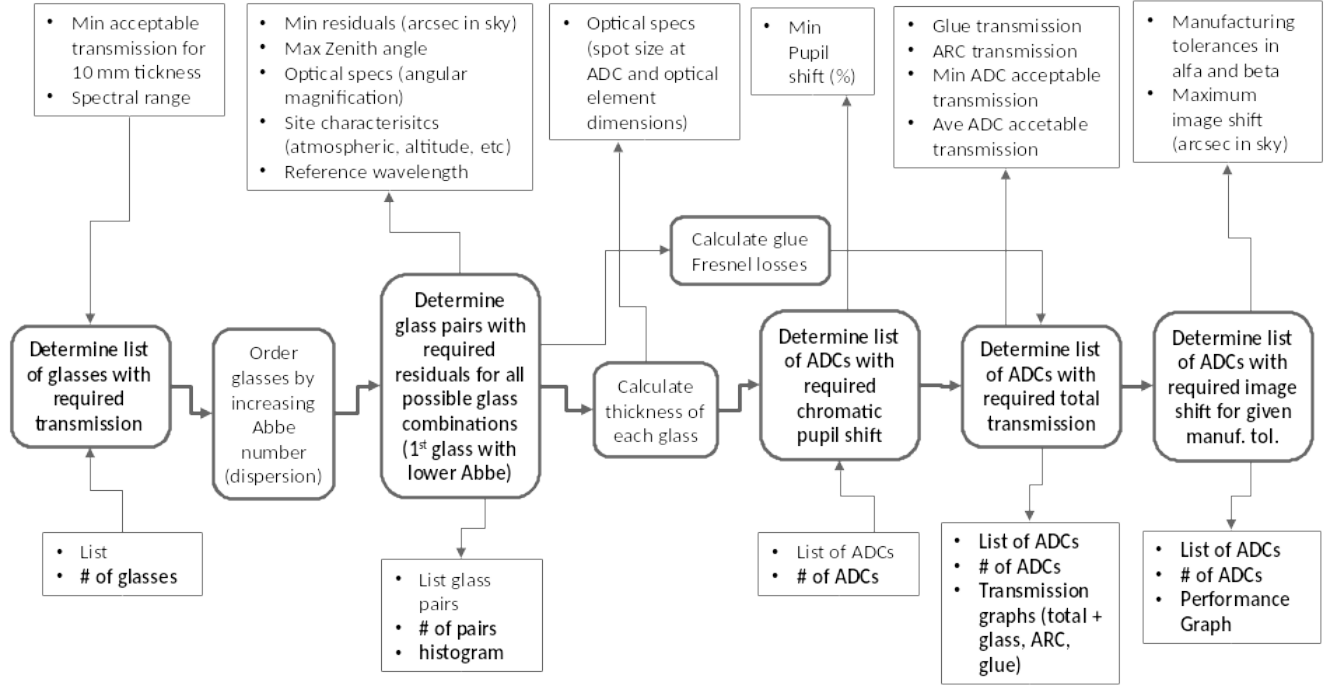 • Min acceptable
transmission for
10 mm tickness
• Spectral range
• Min residuals (arcsec in sky)
• Max Zenith angle
• Optical specs (angular
magnification)
• Site characterisitcs
(atmospheric, altitude, etc)
• Reference wavelength
• Optical specs
(spot size at
ADC and optical
element
dimensions)
• Min
Pupil
shift (%)
• Glue transmission
• ARC transmission
• Min ADC acceptable
transmission
• Ave ADC accetable
transmission
• Manufacturing
tolerances in
alfa and beta
• Maximum
image shift
(arcsec in sky)
Calculate glue
Fresnel losses
Determine list
of glasses with
required
transmission
Order
glasses by
increasing
Abbe
number
(dispersion)
Determine
glass pairs with
required
residuals for all
possible glass
combinations
(1st glass with
lower Abbe)
Calculate
thickness of
each glass
Determine list
of ADCs with
required
chromatic
pupil shift
Determine list
of ADCs with
required total
transmission
Determine list
of ADCs with
required image
shift for given
manuf. tol.
• List
• # of glasses
• List glass
pairs
• # of pairs
• histogram
• List of ADCs
• # of ADCs
• List of ADCs
• # of ADCs
• Transmission
graphs (total +
glass, ARC,
glue)
• List of ADCs
• # of ADCs
• Performance
Graph